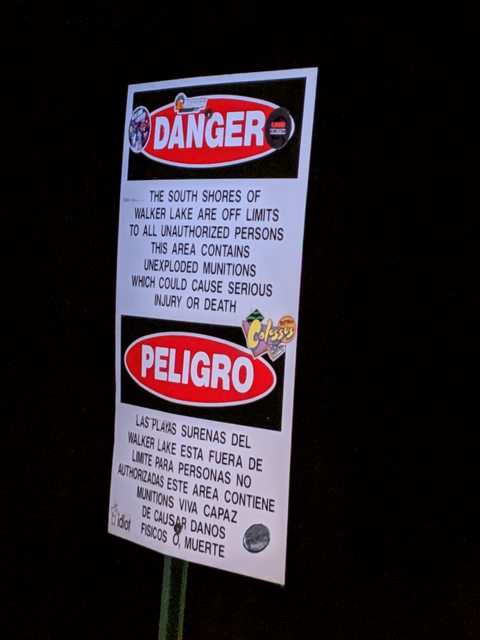 DANGER
THE SOUTH SHORES OF
WALKER LAKE ARE OFF LIMITS
TO ALL UNAUTHORIZED PERSONS
THIS AREA CONTAINS
UNEXPLODED MUNITIONS
WHICH COULD CAUSE SERIOUS
INJURY OR DEATH
Colossus
PELIGRO
LAS PLAYAS SURENAS DEL
WALKER LAKE ESTA FUERA DE
LIMITE PARA PERSONAS NO
AUTHORIZADAS ESTE AREA CONTIENE
MUNITIONS VIVA CAPAZ
DE CAUSAR DANOS
FISICOS O, MUERTE
idiot